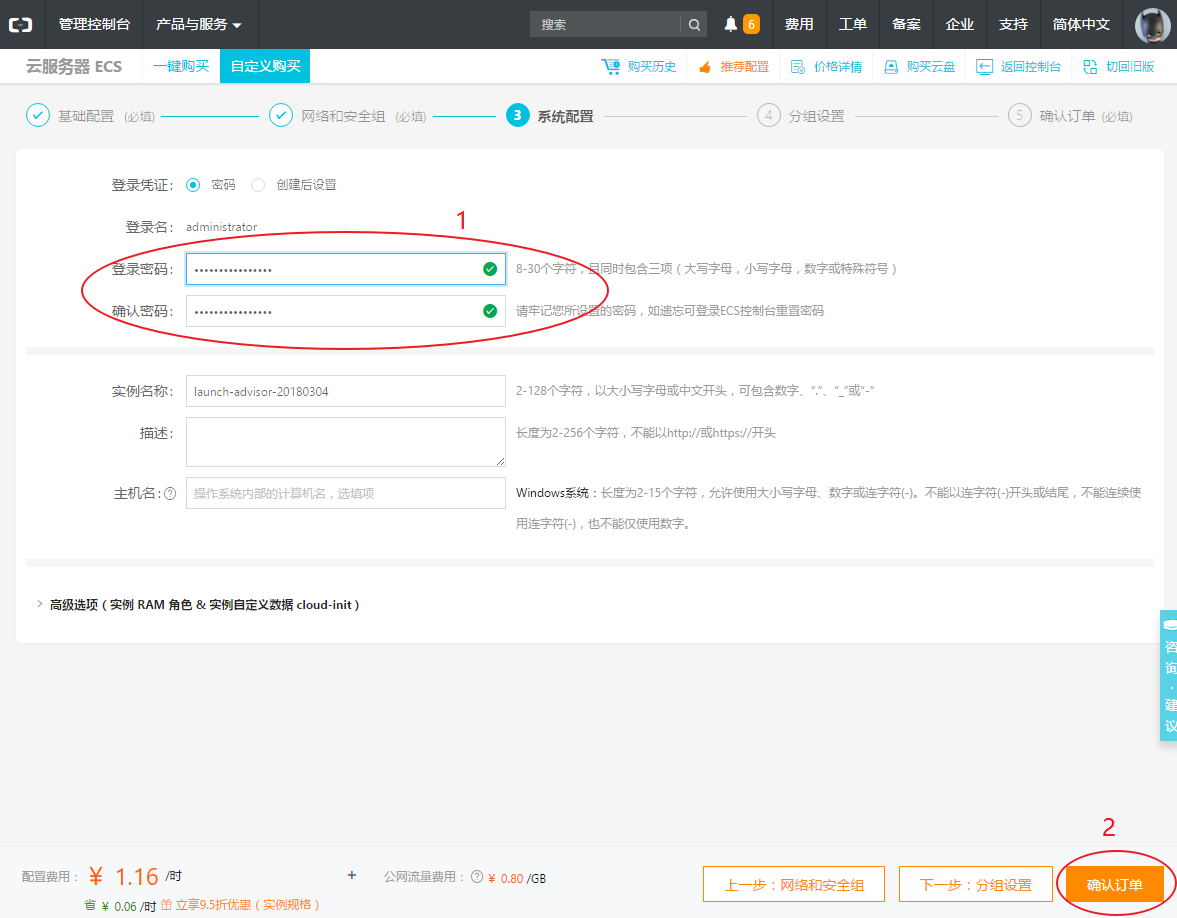 管理控制台 产品与服务 搜索 6 费用 工单 备案 企业 支持 简体中文
云服务器 ECS 一键购买 自定义购买 购买历史 推荐配置 价格详情 购买云盘 返回控制台 切回旧版
基础配置 (必填) 网络和安全组 (必填) 3 系统配置 4 分组设置 5 确认订单 (必填)
登录凭证： 密码 创建后设置
登录名： administrator
1
登录密码： •••••••••••••••• 8-30个字符，且同时包含三项（大写字母，小写字母，数字或特殊符号）
确认密码： •••••••••••••••• 请牢记您所设置的密码，如遗忘可登录ECS控制台重置密码
实例名称： launch-advisor-20180304 2-128个字符，以大小写字母或中文开头，可包含数字、“.”、“_”或“-”
描述： 长度为2-256个字符，不能以http://或https://开头
主机名：? 操作系统内部的计算机名，选填项 Windows系统：长度为2-15个字符，允许使用大小写字母、数字或连字符(-)。不能以连字符(-)开头或结尾，不能连续使
用连字符(-)，也不能仅使用数字。
> 高级选项（实例 RAM 角色 & 实例自定义数据 cloud-init）
咨询·建议
2
配置费用： ¥ 1.16 /时 + 公网流量费用：? ¥ 0.80 /GB 上一步：网络和安全组 下一步：分组设置 确认订单
省 ¥ 0.06 /时 立享9.5折优惠（实例规格）